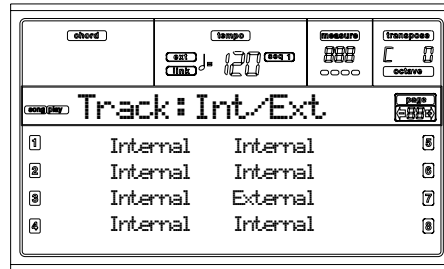 chord tempo measure transpose
ext ♩= 120 seq 1 888 C 0
link octave
song play Track:Int/Ext page
1 Internal Internal 5
2 Internal Internal 6
3 Internal External 7
4 Internal Internal 8